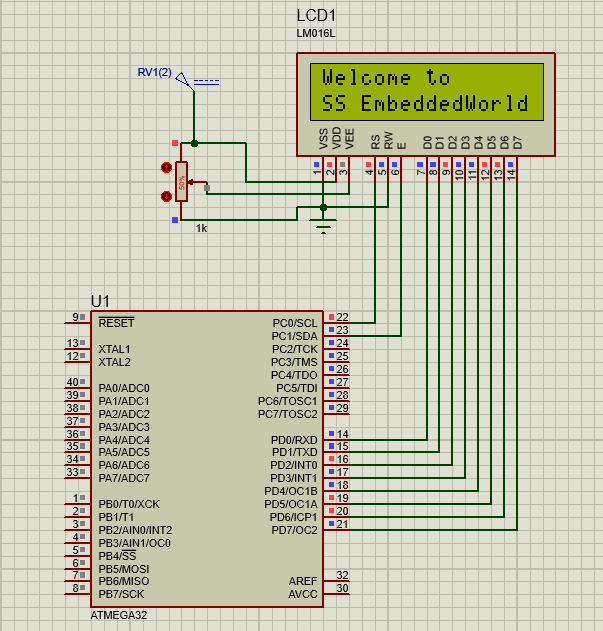 LCD1
LM016L
RV1(2)
Welcome to
SS EmbeddedWorld
VSS VDD VEE RS RW E D0 D1 D2 D3 D4 D5 D6 D7
1 2 3 4 5 6 7 8 9 10 11 12 13 14
50%
1k
U1
9 RESET PC0/SCL 22
PC1/SDA 23
13 XTAL1 PC2/TCK 24
12 XTAL2 PC3/TMS 25
PC4/TDO 26
40 PA0/ADC0 PC5/TDI 27
39 PA1/ADC1 PC6/TOSC1 28
38 PA2/ADC2 PC7/TOSC2 29
37 PA3/ADC3
36 PA4/ADC4 PD0/RXD 14
35 PA5/ADC5 PD1/TXD 15
34 PA6/ADC6 PD2/INT0 16
33 PA7/ADC7 PD3/INT1 17
PD4/OC1B 18
1 PB0/T0/XCK PD5/OC1A 19
2 PB1/T1 PD6/ICP1 20
3 PB2/AIN0/INT2 PD7/OC2 21
4 PB3/AIN1/OC0
5 PB4/SS
6 PB5/MOSI
7 PB6/MISO AREF 32
8 PB7/SCK AVCC 30
ATMEGA32